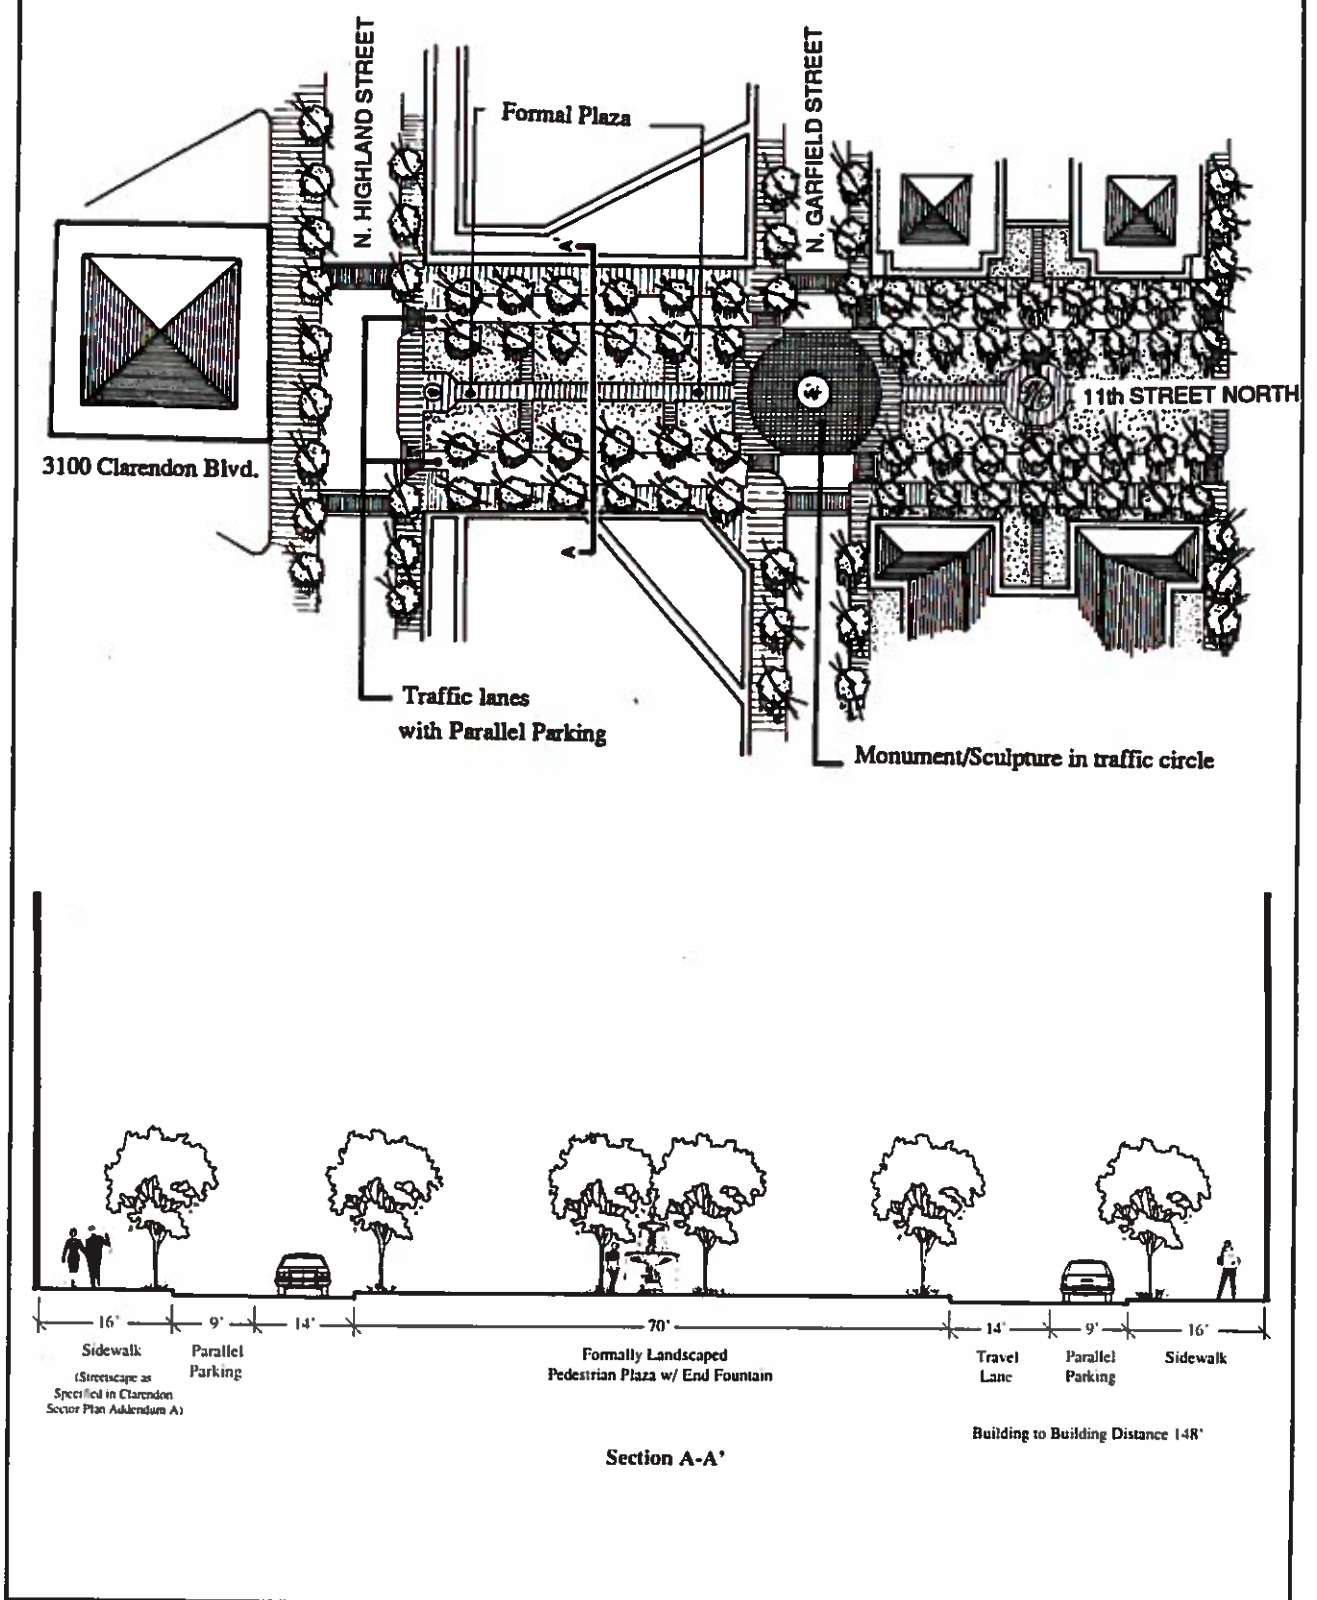 N. HIGHLAND STREET
Formal Plaza
N. GARFIELD STREET
A'
11th STREET NORTH
3100 Clarendon Blvd.
A
Traffic lanes
with Parallel Parking
Monument/Sculpture in traffic circle
16' 9' 14' 70' 14' 9' 16'
Sidewalk
(Streetscape as
Specified in Clarendon
Sector Plan Addendum A)
Parallel
Parking
Formally Landscaped
Pedestrian Plaza w/ End Fountain
Travel
Lane
Parallel
Parking
Sidewalk
Building to Building Distance 148'
Section A-A'